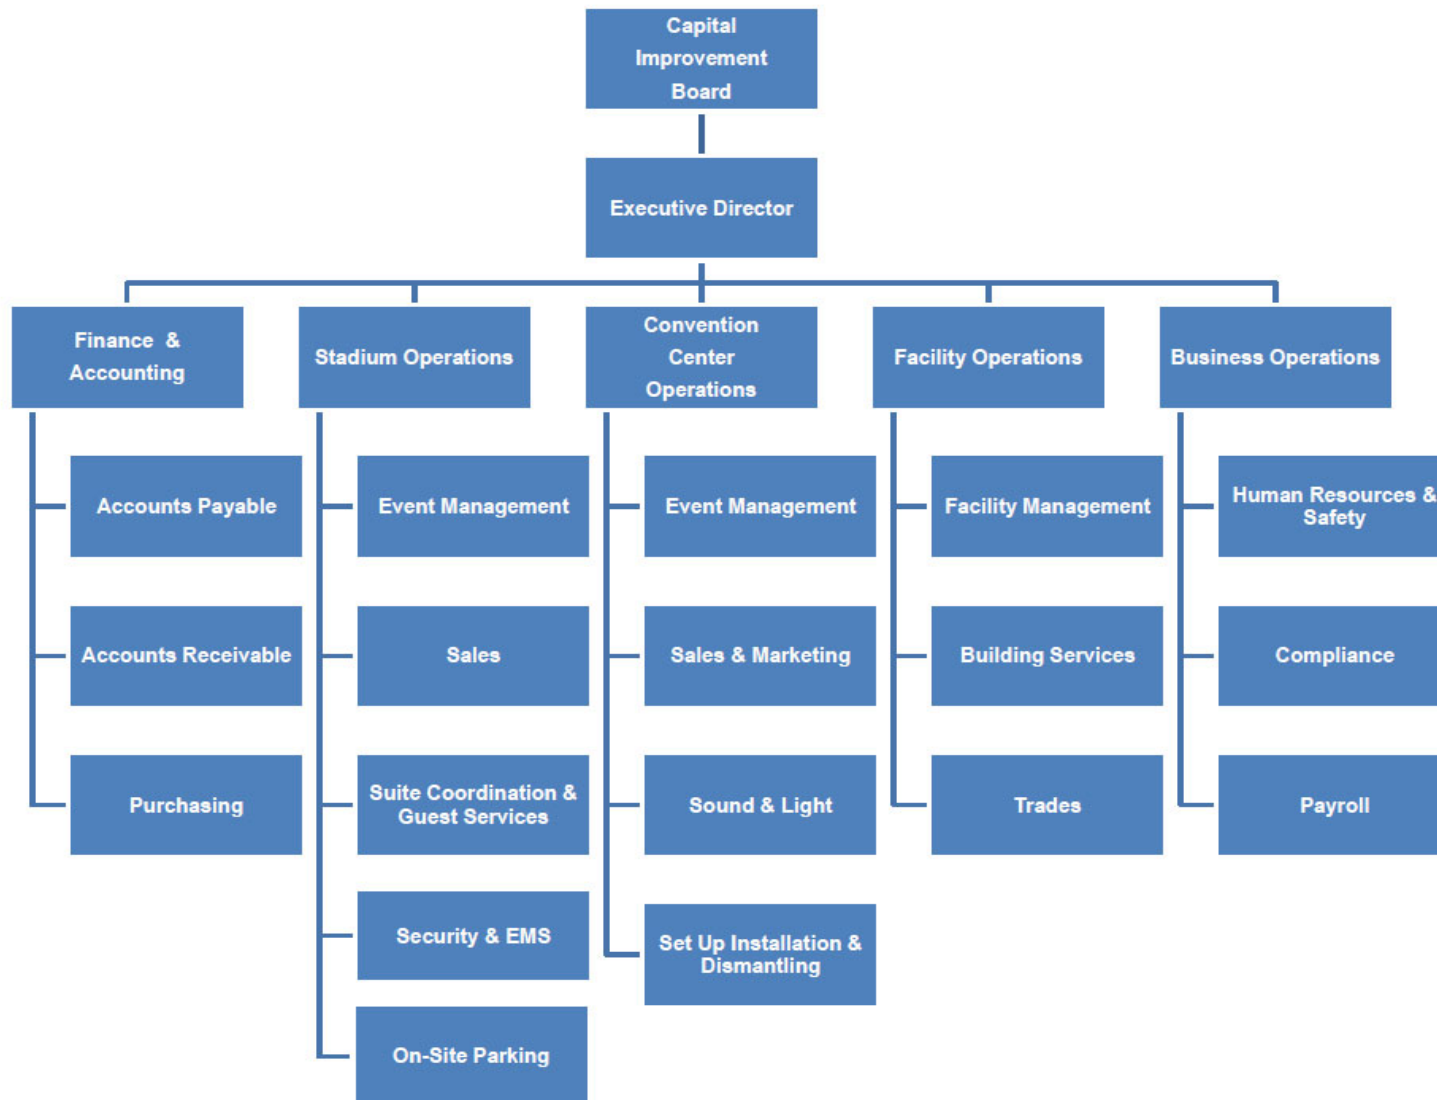 Capital
Improvement
Board
Executive Director
Finance &
Accounting
Stadium Operations
Convention
Center
Operations
Facility Operations
Business Operations
Accounts Payable
Event Management
Event Management
Facility Management
Human Resources &
Safety
Accounts Receivable
Sales
Sales & Marketing
Building Services
Compliance
Purchasing
Suite Coordination &
Guest Services
Sound & Light
Trades
Payroll
Security & EMS
Set Up Installation &
Dismantling
On-Site Parking